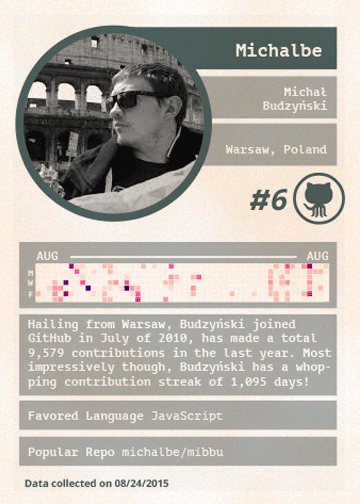 Michalbe
Michał
Budzyński
Warsaw, Poland
#6
AUG AUG
M
W
F
Hailing from Warsaw, Budzyński joined
GitHub in July of 2010, has made a total
9,579 contributions in the last year. Most
impressively though, Budzyński has a whop-
ping contribution streak of 1,095 days!
Favored Language JavaScript
Popular Repo michalbe/mibbu
Data collected on 08/24/2015